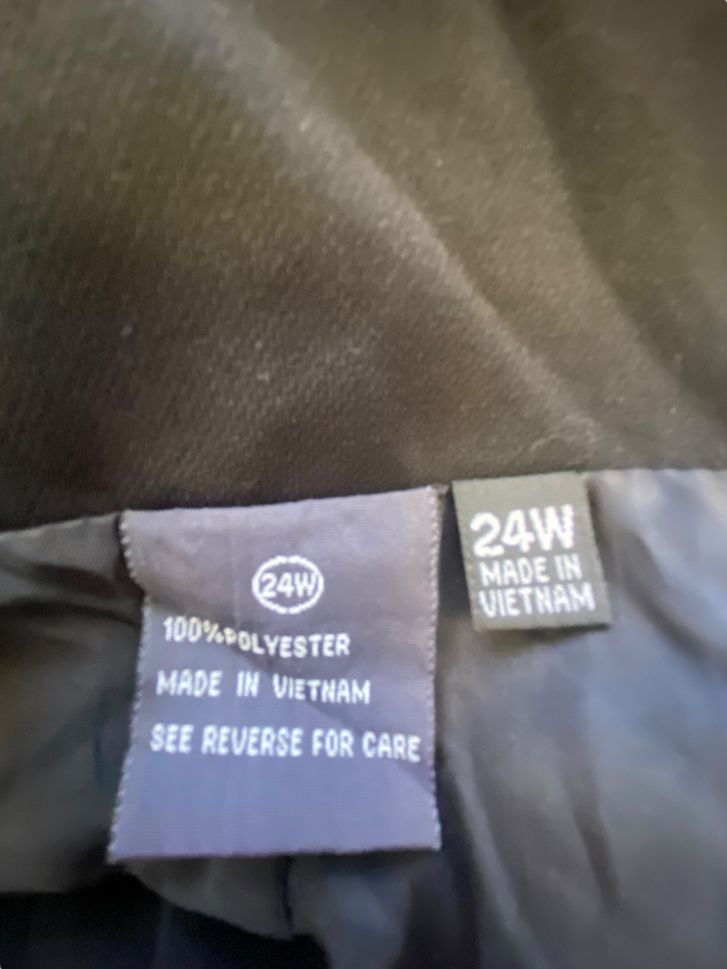 24W
100%POLYESTER
MADE IN VIETNAM
SEE REVERSE FOR CARE
24W
MADE IN
VIETNAM